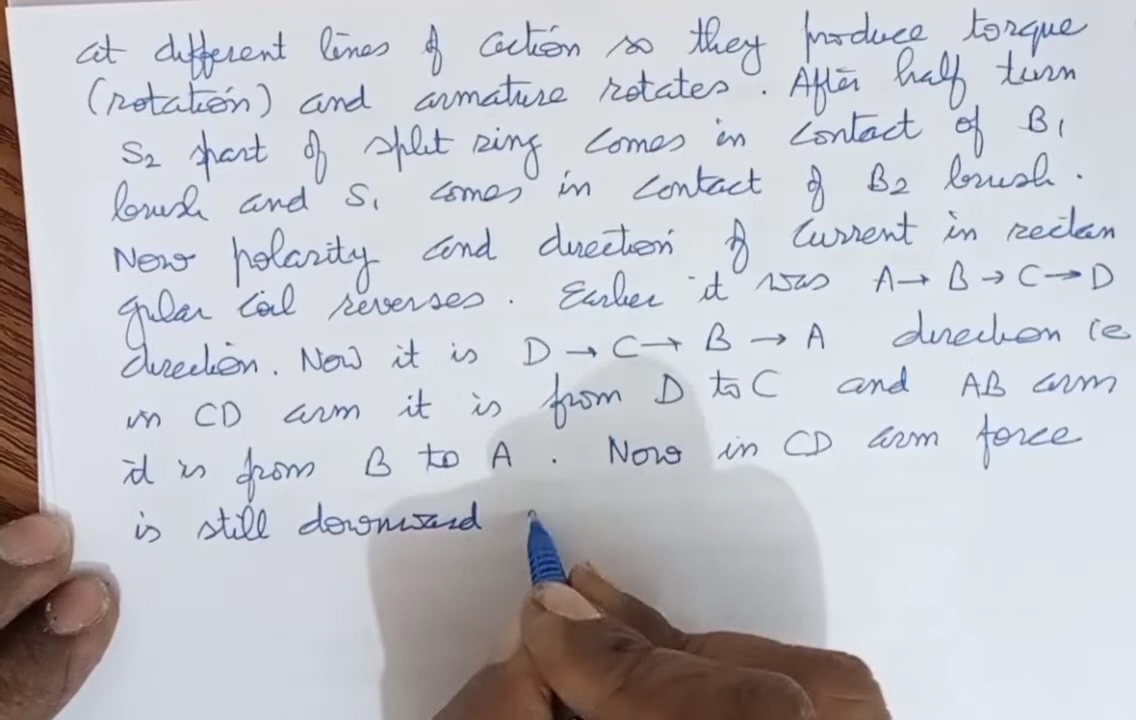 at different lines of action so they produce torque
(rotation) and armature rotates. After half turn
S2 part of split ring comes in contact of B1
brush and S1 comes in contact of B2 brush.
Now polarity and direction of current in rectan
gular coil reverses. Earlier it was A→ B → C → D
direction. Now it is D → C → B → A direction ie
in CD arm it is from D to C and AB arm
it is from B to A. Now in CD arm force
is still downward